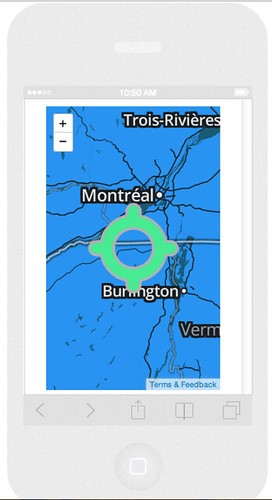 10:50 AM
+
Trois-Rivières
−
Montréal
Burlington
Verm
Terms & Feedback